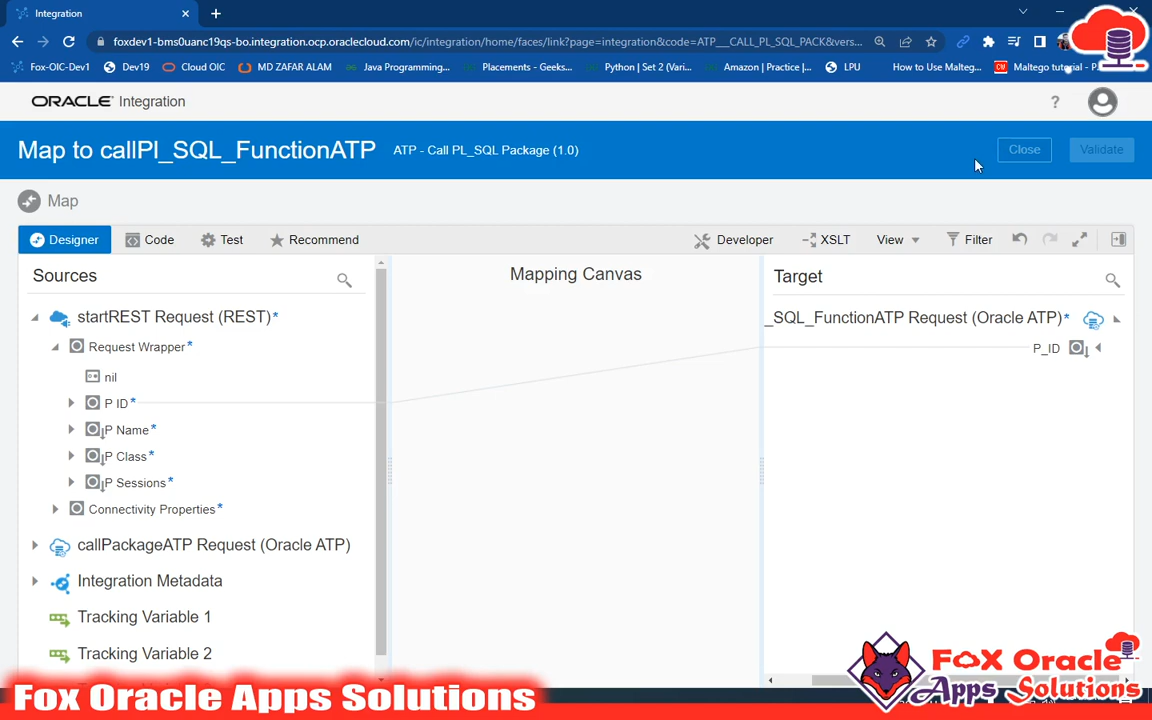 Integration
foxdev1-bms0uanc19qs-bo.integration.ocp.oraclecloud.com/ic/integration/home/faces/link?page=integration&code=ATP___CALL_PL_SQL_PACK&vers...
Fox-OIC-Dev1 Dev19 Cloud OIC MD ZAFAR ALAM Java Programming... Placements - Geeks... Python | Set 2 (Vari... Amazon | Practice |... LPU How to Use Malteg... Maltego
ORACLE Integration
?
Map to callPl_SQL_FunctionATP ATP - Call PL_SQL Package (1.0) Close Validate
Map
Designer Code Test Recommend Developer XSLT View Filter
Sources Mapping Canvas Target
startREST Request (REST)* _SQL_FunctionATP Request (Oracle ATP)*
Request Wrapper* P_ID
nil
P ID*
P Name*
P Class*
P Sessions*
Connectivity Properties*
callPackageATP Request (Oracle ATP)
Integration Metadata
Tracking Variable 1
Tracking Variable 2
Fox Oracle Apps Solutions
FOX Oracle
Apps Solutions